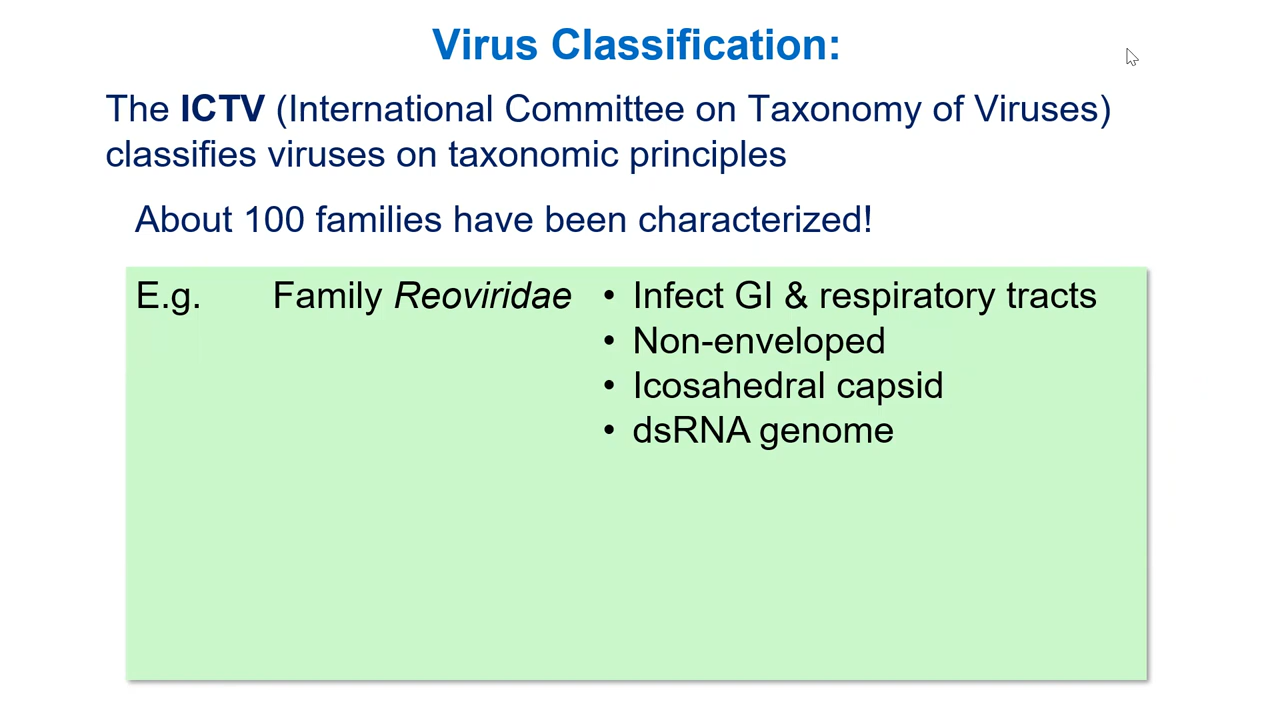 Virus Classification:
The ICTV (International Committee on Taxonomy of Viruses)
classifies viruses on taxonomic principles
About 100 families have been characterized!
E.g. Family Reoviridae • Infect GI & respiratory tracts
• Non-enveloped
• Icosahedral capsid
• dsRNA genome